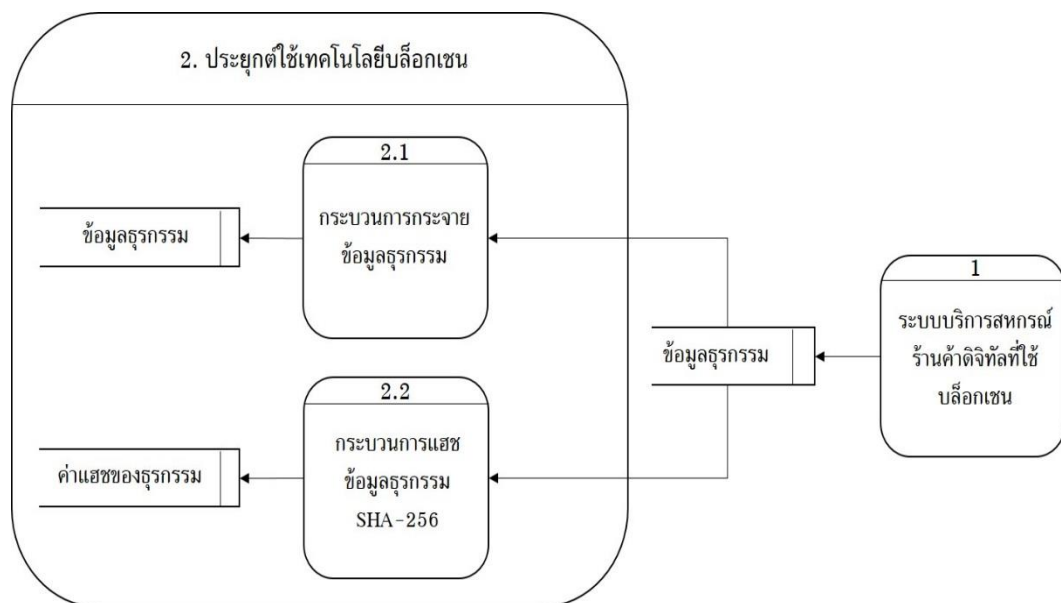 2. ประยุกต์ใช้เทคโนโลยีบล็อกเชน
2.1
กระบวนการกระจาย
ข้อมูลธุรกรรม
ข้อมูลธุรกรรม
1
ระบบบริการสหกรณ์
ร้านค้าดิจิทัลที่ใช้
บล็อกเชน
ข้อมูลธุรกรรม
2.2
กระบวนการแฮช
ข้อมูลธุรกรรม
SHA-256
ค่าแฮชของธุรกรรม